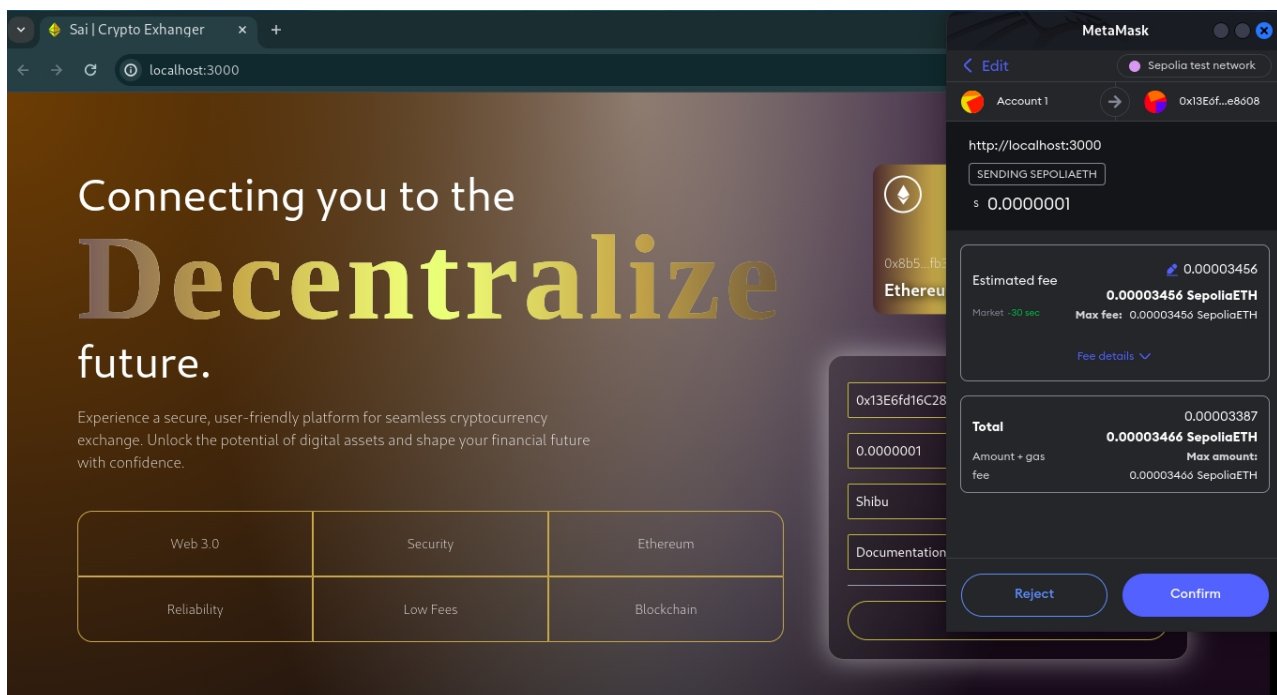 Sai | Crypto Exhanger
localhost:3000
Connecting you to the
Decentralize
future.
Experience a secure, user-friendly platform for seamless cryptocurrency
exchange. Unlock the potential of digital assets and shape your financial future
with confidence.
Web 3.0 Security Ethereum
Reliability Low Fees Blockchain
0x8b5...fb3
Ethereu
0x13E6fd16C28
0.0000001
Shibu
Documentation
MetaMask
Edit
Sepolia test network
Account 1
0x13E6f...e8608
http://localhost:3000
SENDING SEPOLIAETH
S 0.0000001
Estimated fee
0.00003456
0.00003456 SepoliaETH
Market ~30 sec
Max fee: 0.00003456 SepoliaETH
Fee details
Total
0.00003387
0.00003466 SepoliaETH
Amount + gas
fee
Max amount:
0.00003466 SepoliaETH
Reject
Confirm